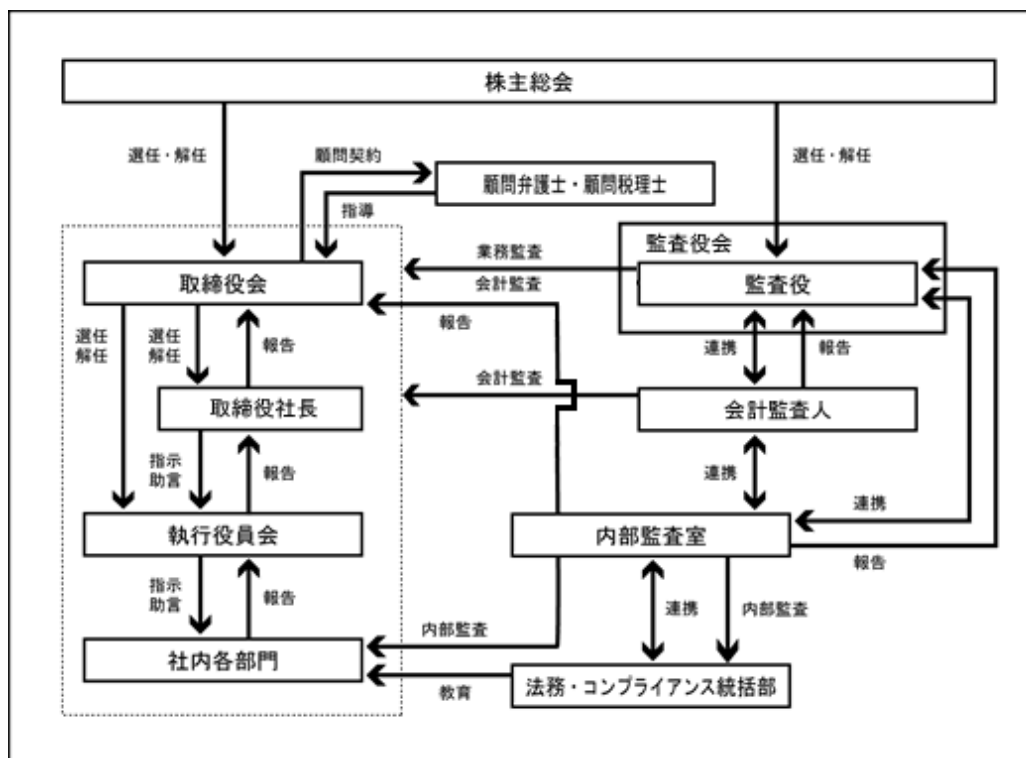 株主総会
選任・解任
顧問契約
選任・解任
顧問弁護士・顧問税理士
指導
監査役会
業務監査
取締役会
会計監査
監査役
報告
選任
解任
選任
解任
報告
連携
報告
会計監査
取締役社長
会計監査人
指示
助言
報告
連携
連携
執行役員会
内部監査室
報告
指示
助言
報告
連携
内部監査
内部監査
社内各部門
教育
法務・コンプライアンス統括部